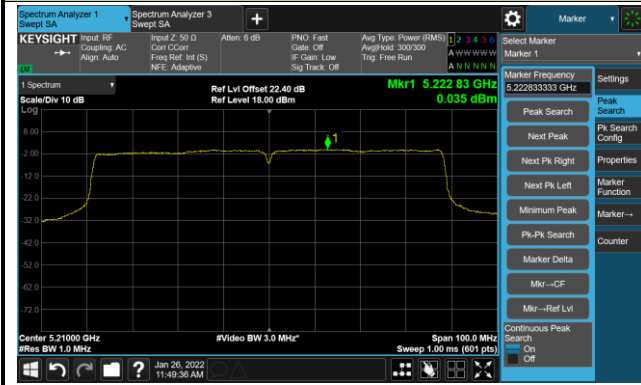 Spectrum Analyzer 1
Swept SA
Spectrum Analyzer 3
Swept SA
+
Marker
KEYSIGHT
Input: RF
Coupling: AC
Align: Auto
Input Z: 50 Ω
Corr CCorr
Freq Ref: Int (S)
NFE: Adaptive
Atten: 6 dB
PNO: Fast
Gate: Off
IF Gain: Low
Sig Track: Off
Avg Type: Power (RMS)
Avg|Hold: 300/300
Trig: Free Run
1 2 3 4 5 6
A W W W W W
A N N N N N
Select Marker
Marker 1
1 Spectrum
Scale/Div 10 dB
Log
Ref Lvl Offset 22.40 dB
Ref Level 18.00 dBm
Mkr1 5.222 83 GHz
0.035 dBm
8.00
-2.00
-12.0
-22.0
-32.0
-42.0
-52.0
-62.0
-72.0
1
Center 5.21000 GHz
#Res BW 1.0 MHz
#Video BW 3.0 MHz*
Span 100.0 MHz
Sweep 1.00 ms (601 pts)
Marker Frequency
5.222833333 GHz
Peak Search
Next Peak
Next Pk Right
Next Pk Left
Minimum Peak
Pk-Pk Search
Marker Delta
Mkr→CF
Mkr→Ref Lvl
Continuous Peak
Search
On
Off
Settings
Peak
Search
Pk Search
Config
Properties
Marker
Function
Marker→
Counter
?
Jan 26, 2022
11:49:36 AM